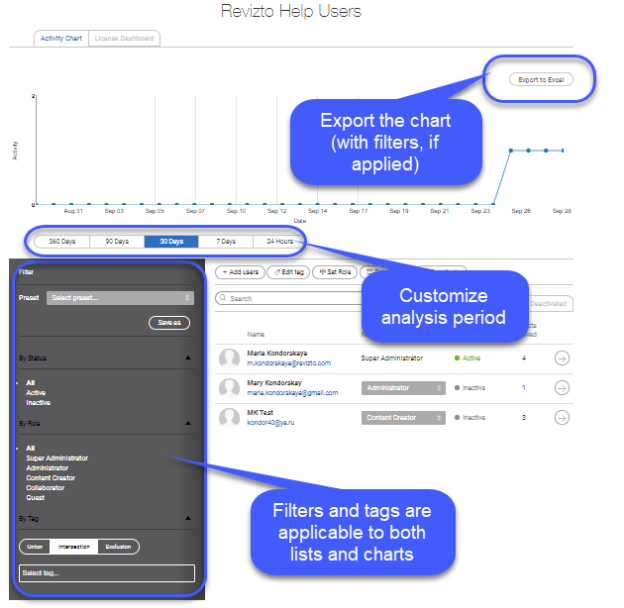 Revizto Help Users
Activity Chart
License Dashboard
Export to Excel
Export the chart
(with filters, if
applied)
2
Activity
0
Aug 31 Sep 03 Sep 05 Sep 07 Sep 10 Sep 12 Sep 14 Sep 17 Sep 19 Sep 21 Sep 23 Sep 26 Sep 28
Date
360 Days 90 Days 30 Days 7 Days 24 Hours
Customize
analysis period
Filter
Preset Select preset...
Save as
By Status
All
Active
Inactive
By Role
All
Super Administrator
Administrator
Content Creator
Collaborator
Guest
By Tag
Union Intersection Exclusion
Select tag...
+ Add users Edit tag Set Role
Search
Deactivated
Name
Maria Kondorskaya
m.kondorskaya@revizto.com
Super Administrator Active 4
Mary Kondorskay
maria.kondorskaya@gmail.com
Administrator Inactive 1
MK Test
kondor40@ya.ru
Content Creator Inactive 3
Filters and tags are
applicable to both
lists and charts